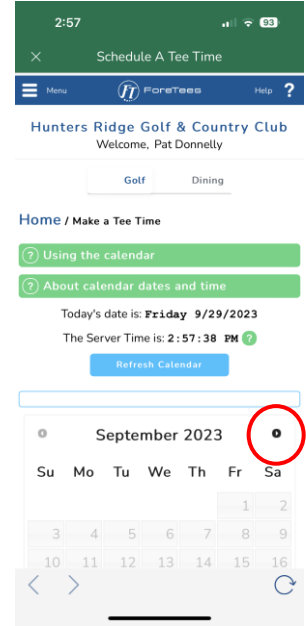 2:57
93
× Schedule A Tee Time
Menu
FT ForeTees
Help ?
Hunters Ridge Golf & Country Club
Welcome, Pat Donnelly
Golf Dining
Home / Make a Tee Time
? Using the calendar
? About calendar dates and time
Today's date is: Friday 9/29/2023
The Server Time is: 2:57:38 PM ?
Refresh Calendar
September 2023
Su Mo Tu We Th Fr Sa
1 2
3 4 5 6 7 8 9
10 11 12 13 14 15 16